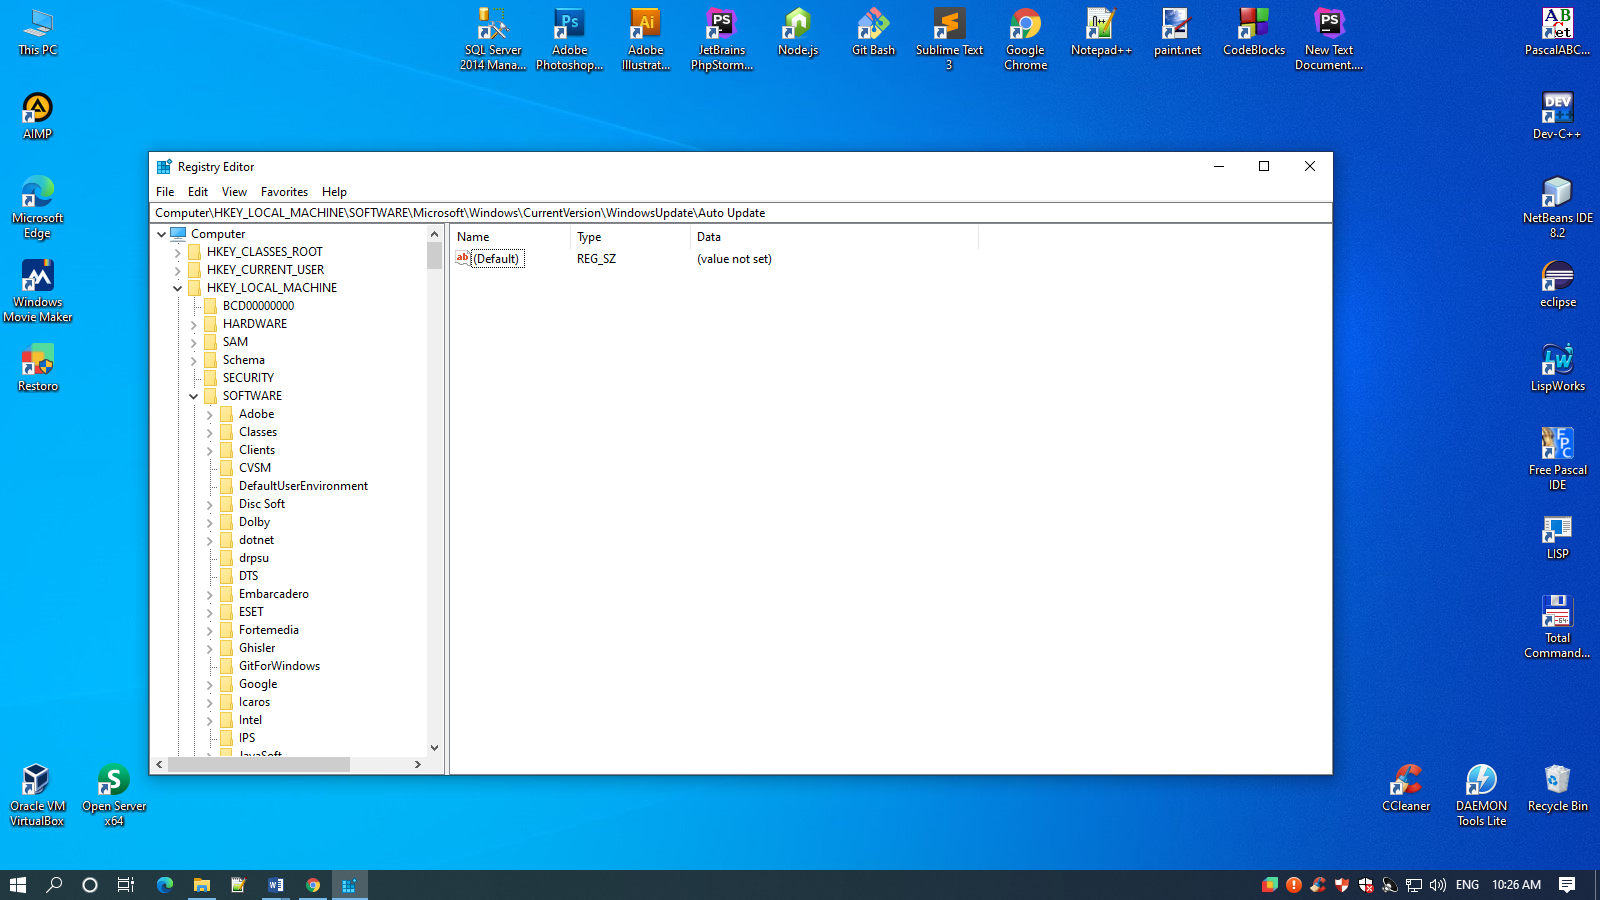 This PC
SQL Server
2014 Mana...
Adobe
Photoshop...
Adobe
Illustrat...
JetBrains
PhpStorm...
Node.js
Git Bash
Sublime Text
3
Google
Chrome
Notepad++
paint.net
CodeBlocks
New Text
Document....
PascalABC...
AIMP
Dev-C++
Microsoft
Edge
NetBeans IDE
8.2
Windows
Movie Maker
eclipse
Restoro
LispWorks
Free Pascal
IDE
LISP
Total
Command...
Registry Editor
File Edit View Favorites Help
Computer\HKEY_LOCAL_MACHINE\SOFTWARE\Microsoft\Windows\CurrentVersion\WindowsUpdate\Auto Update
Computer
HKEY_CLASSES_ROOT
HKEY_CURRENT_USER
HKEY_LOCAL_MACHINE
BCD00000000
HARDWARE
SAM
Schema
SECURITY
SOFTWARE
Adobe
Classes
Clients
CVSM
DefaultUserEnvironment
Disc Soft
Dolby
dotnet
drpsu
DTS
Embarcadero
ESET
Fortemedia
Ghisler
GitForWindows
Google
Icaros
Intel
IPS
JavaSoft
Name Type Data
(Default) REG_SZ (value not set)
Oracle VM
VirtualBox
Open Server
x64
CCleaner
DAEMON
Tools Lite
Recycle Bin
ENG 10:26 AM